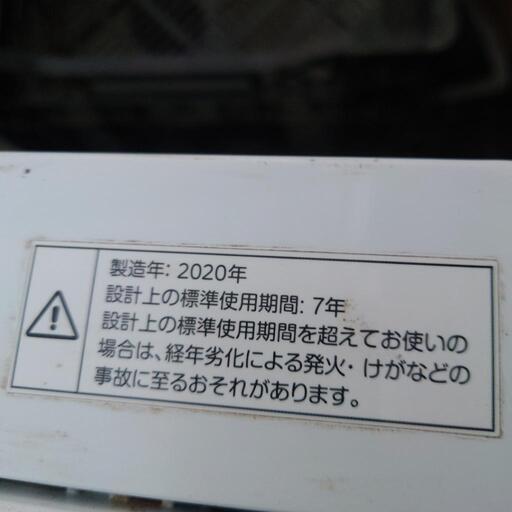 製造年: 2020年
設計上の標準使用期間: 7年
設計上の標準使用期間を超えてお使いの
場合は、経年劣化による発火・けがなどの
事故に至るおそれがあります。